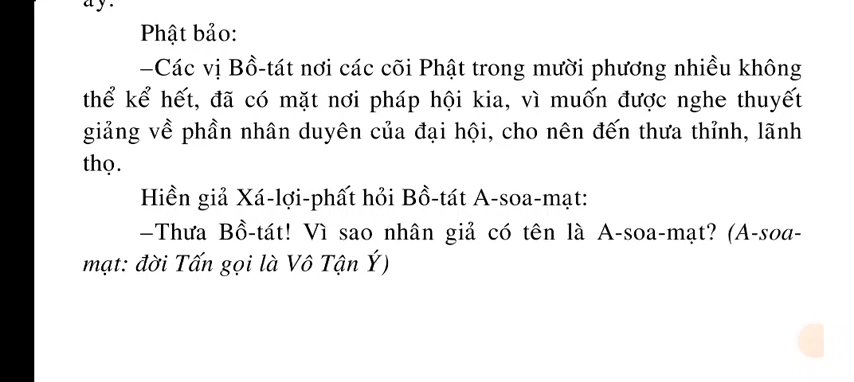 ấy.
Phật bảo:
–Các vị Bồ-tát nơi các cõi Phật trong mười phương nhiều không
thể kể hết, đã có mặt nơi pháp hội kia, vì muốn được nghe thuyết
giảng về phần nhân duyên của đại hội, cho nên đến thưa thỉnh, lãnh
thọ.
Hiền giả Xá-lợi-phất hỏi Bồ-tát A-soa-mạt:
–Thưa Bồ-tát! Vì sao nhân giả có tên là A-soa-mạt? (A-soa-
mạt: đời Tấn gọi là Vô Tận Ý)